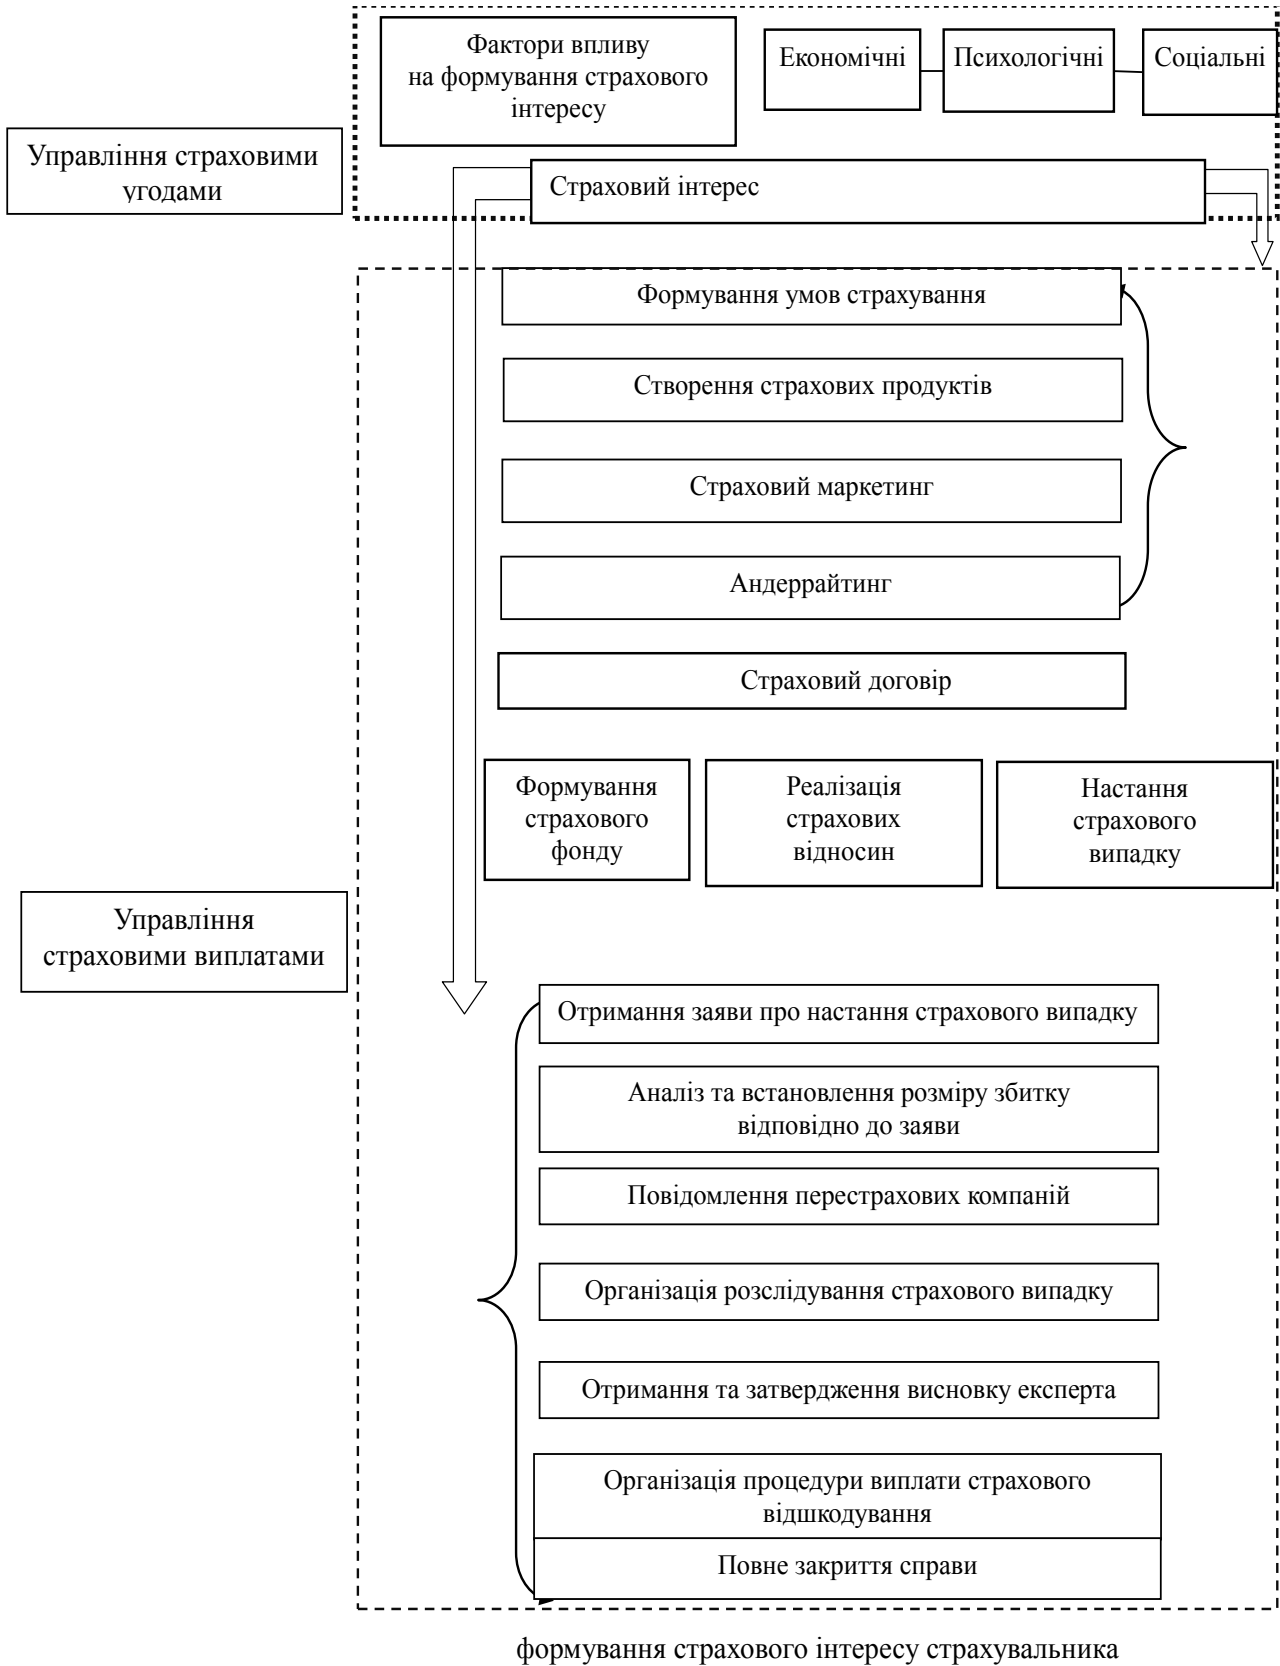 Фактори впливу
на формування страхового
інтересу
Економічні
Психологічні
Соціальні
Управління страховими
угодами
Страховий інтерес
Формування умов страхування
Створення страхових продуктів
Страховий маркетинг
Андеррайтинг
Страховий договір
Формування
страхового
фонду
Реалізація
страхових
відносин
Настання
страхового
випадку
Управління
страховими виплатами
Отримання заяви про настання страхового випадку
Аналіз та встановлення розміру збитку
відповідно до заяви
Повідомлення перестрахових компаній
Організація розслідування страхового випадку
Отримання та затвердження висновку експерта
Організація процедури виплати страхового
відшкодування
Повне закриття справи
формування страхового інтересу страхувальника